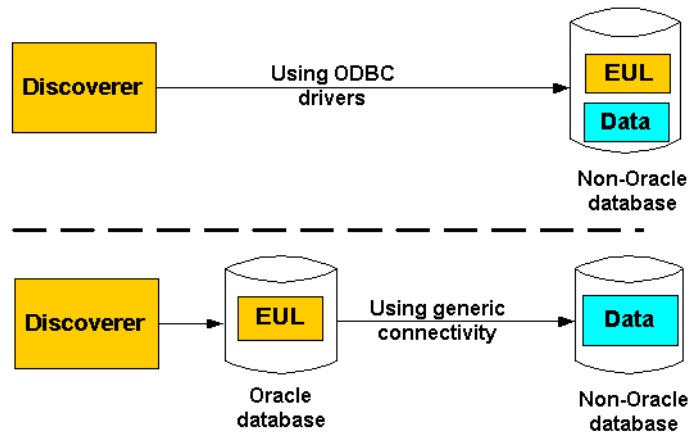 Discoverer
Using ODBC
drivers
EUL
Data
Non-Oracle
database
Discoverer
EUL
Using generic
connectivity
Data
Oracle
database
Non-Oracle
database